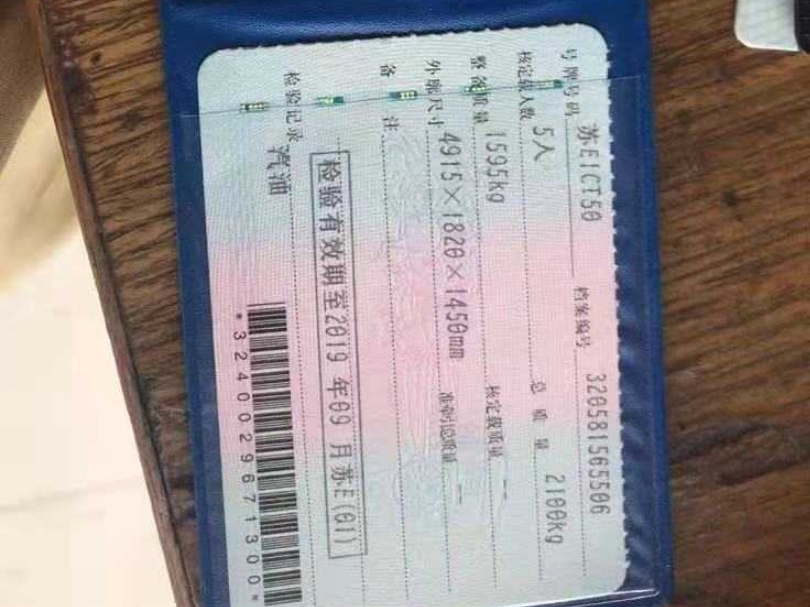 号牌号码 苏E1CT50 档案编号 320581565506
核定载人数 5人 总质量 2100kg
整备质量 1595kg 核定载质量 --
外廓尺寸 4915×1820×1450mm 准牵引总质量 --
备注
检验有效期至2019 年09 月苏E(01)
检验记录 汽油
*3240029671300*